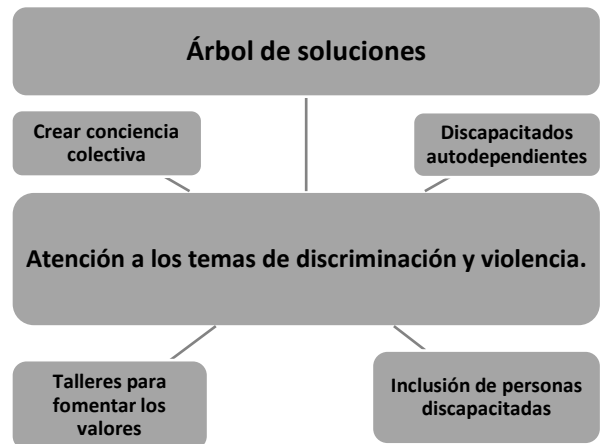 Árbol de soluciones
Crear conciencia
colectiva
Discapacitados
autodependientes
Atención a los temas de discriminación y violencia.
Talleres para
fomentar los
valores
Inclusión de personas
discapacitadas